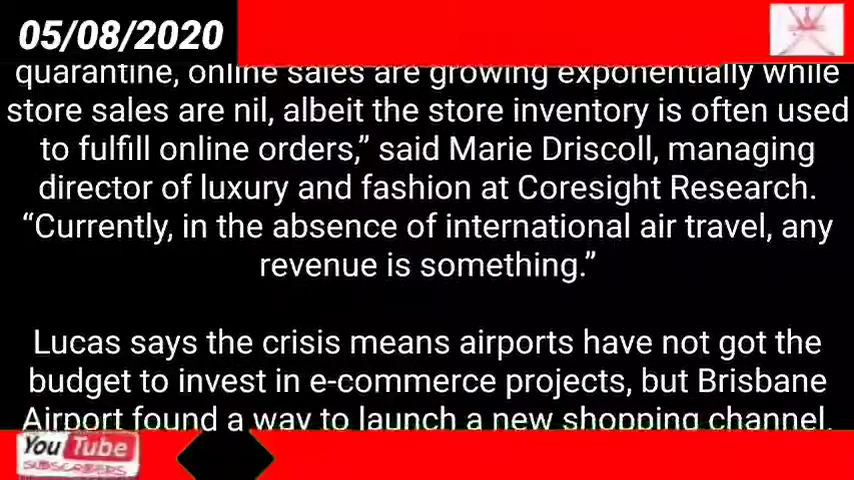 05/08/2020
quarantine, online sales are growing exponentially while
store sales are nil, albeit the store inventory is often used
to fulfill online orders,” said Marie Driscoll, managing
director of luxury and fashion at Coresight Research.
“Currently, in the absence of international air travel, any
revenue is something.”
Lucas says the crisis means airports have not got the
budget to invest in e-commerce projects, but Brisbane
Airport found a way to launch a new shopping channel.
YouTube
SUBSCRIBERS